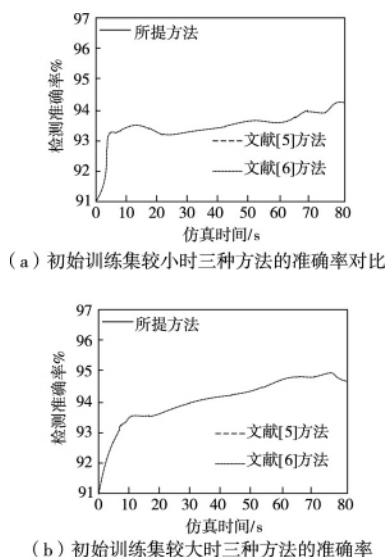 97
所提方法
96
95
94
93
92
91
检测准确率%
文献[5]方法
文献[6]方法
0 10 20 30 40 50 60 70 80
仿真时间/s
（a）初始训练集较小时三种方法的准确率对比
97
所提方法
96
95
94
93
92
91
检测准确率%
文献[5]方法
文献[6]方法
0 10 20 30 40 50 60 70 80
仿真时间/s
（b）初始训练集较大时三种方法的准确率